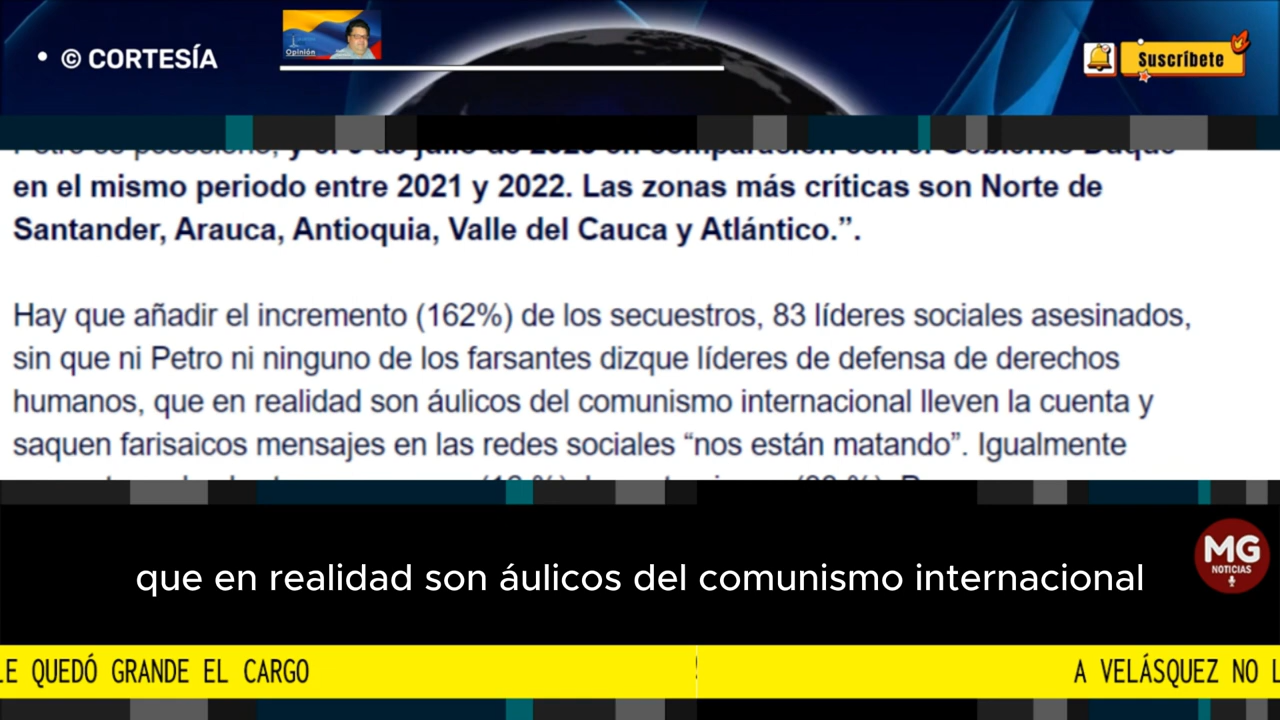 • © CORTESÍA
Opinión
Suscríbete
en el mismo periodo entre 2021 y 2022. Las zonas más críticas son Norte de
Santander, Arauca, Antioquia, Valle del Cauca y Atlántico.”.
Hay que añadir el incremento (162%) de los secuestros, 83 líderes sociales asesinados,
sin que ni Petro ni ninguno de los farsantes dizque líderes de defensa de derechos
humanos, que en realidad son áulicos del comunismo internacional lleven la cuenta y
saquen farisaicos mensajes en las redes sociales “nos están matando”. Igualmente
que en realidad son áulicos del comunismo internacional
MG
NOTICIAS
LE QUEDÓ GRANDE EL CARGO
A VELÁSQUEZ NO L